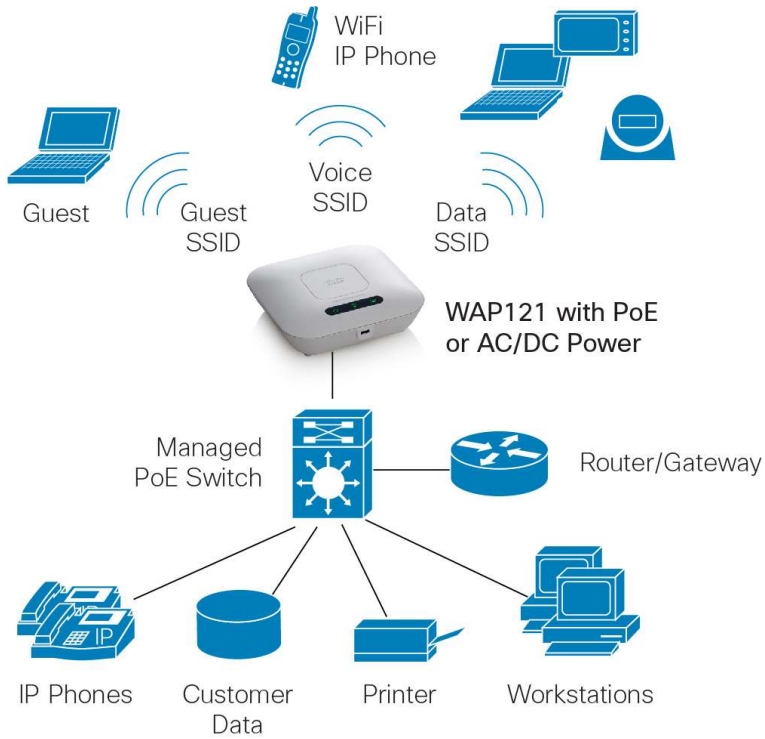 WiFi
IP Phone
Guest
Guest
SSID
Voice
SSID
Data
SSID
WAP121 with PoE
or AC/DC Power
Managed
PoE Switch
Router/Gateway
IP
IP Phones
Customer
Data
Printer
Workstations